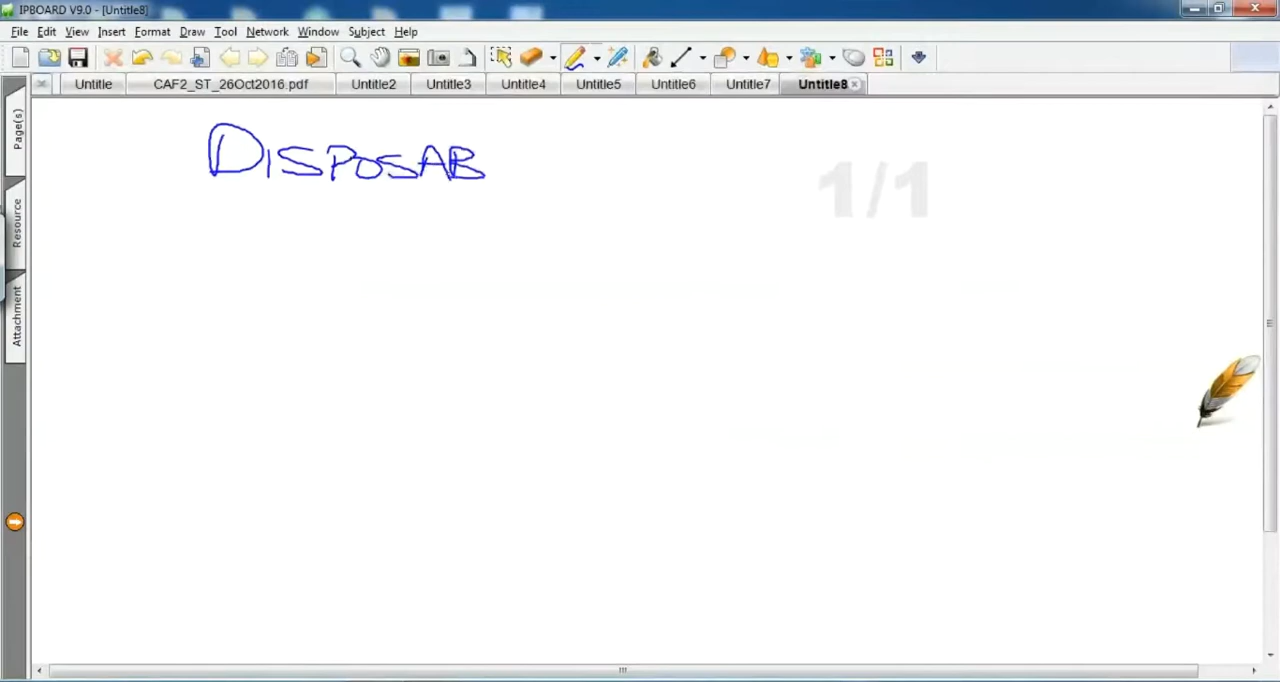 IPBOARD V9.0 - [Untitle8]
File Edit View Insert Format Draw Tool Network Window Subject Help
Untitle CAF2_ST_26Oct2016.pdf Untitle2 Untitle3 Untitle4 Untitle5 Untitle6 Untitle7 Untitle8
Page(s)
Resource
Attachment
DISPOSAB
1/1